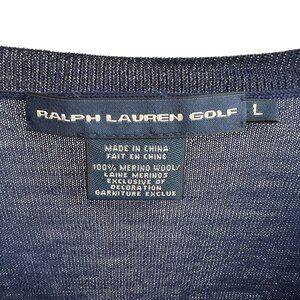 RALPH LAUREN GOLF L
MADE IN CHINA
FAIT EN CHINE
100% MERINO WOOL/
LAINE MERINOS
EXCLUSIVE OF
DECORATION
GARNITURE EXCLUE